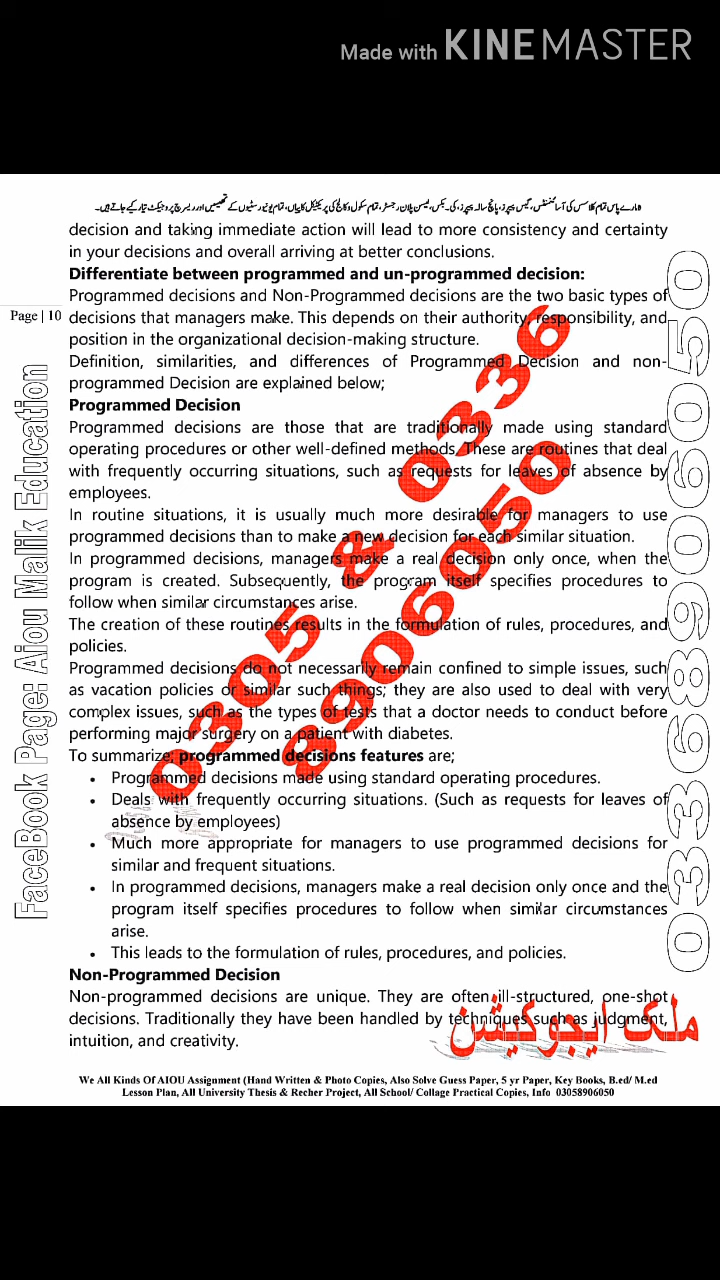 Made with KINEMASTER
ہمارے پاس تمام کلاسس کی آسائنمنٹس، گیس پیپرز، پانچ سالہ پیپرز، کی بکس، لیسن پلان رجسٹر، تمام سکول و کالج کی پریکٹیکل کاپیاں، تمام یونیورسٹیوں کے تھیسیس اور ریسرچ پروجیکٹ تیار کیے جاتے ہیں۔
decision and taking immediate action will lead to more consistency and certainty
in your decisions and overall arriving at better conclusions.
Differentiate between programmed and un-programmed decision:
Programmed decisions and Non-Programmed decisions are the two basic types of
Page | 10
decisions that managers make. This depends on their authority, responsibility, and
position in the organizational decision-making structure.
Definition, similarities, and differences of Programmed Decision and non-
programmed Decision are explained below;
Programmed Decision
Programmed decisions are those that are traditionally made using standard
operating procedures or other well-defined methods. These are routines that deal
with frequently occurring situations, such as requests for leaves of absence by
employees.
In routine situations, it is usually much more desirable for managers to use
programmed decisions than to make a new decision for each similar situation.
In programmed decisions, managers make a real decision only once, when the
program is created. Subsequently, the program itself specifies procedures to
follow when similar circumstances arise.
The creation of these routines results in the formulation of rules, procedures, and
policies.
Programmed decisions do not necessarily remain confined to simple issues, such
as vacation policies or similar such things; they are also used to deal with very
complex issues, such as the types of tests that a doctor needs to conduct before
performing major surgery on a patient with diabetes.
To summarize; programmed decisions features are;
• Programmed decisions made using standard operating procedures.
• Deals with frequently occurring situations. (Such as requests for leaves of
absence by employees)
• Much more appropriate for managers to use programmed decisions for
similar and frequent situations.
• In programmed decisions, managers make a real decision only once and the
program itself specifies procedures to follow when similar circumstances
arise.
• This leads to the formulation of rules, procedures, and policies.
Non-Programmed Decision
Non-programmed decisions are unique. They are often ill-structured, one-shot
decisions. Traditionally they have been handled by techniques such as judgment,
intuition, and creativity.
ملک ایجوکیشن
We All Kinds Of AIOU Assignment (Hand Written & Photo Copies, Also Solve Guess Paper, 5 yr Paper, Key Books, B.ed/ M.ed
Lesson Plan, All University Thesis & Recher Project, All School/ Collage Practical Copies, Info 03058906050
FaceBook Page: Aiou Malik Education
0305 & 0336
8906050
03368906050